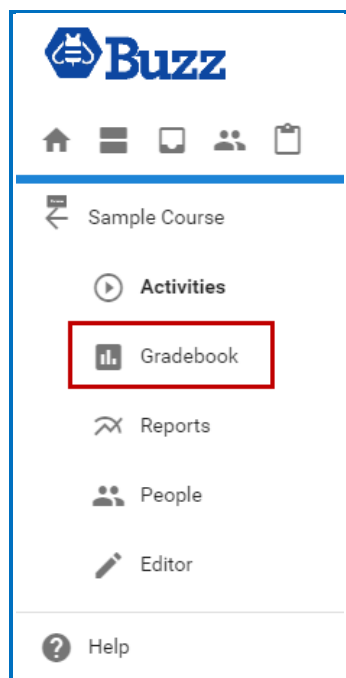 Buzz
Sample Course
Activities
Gradebook
Reports
People
Editor
Help